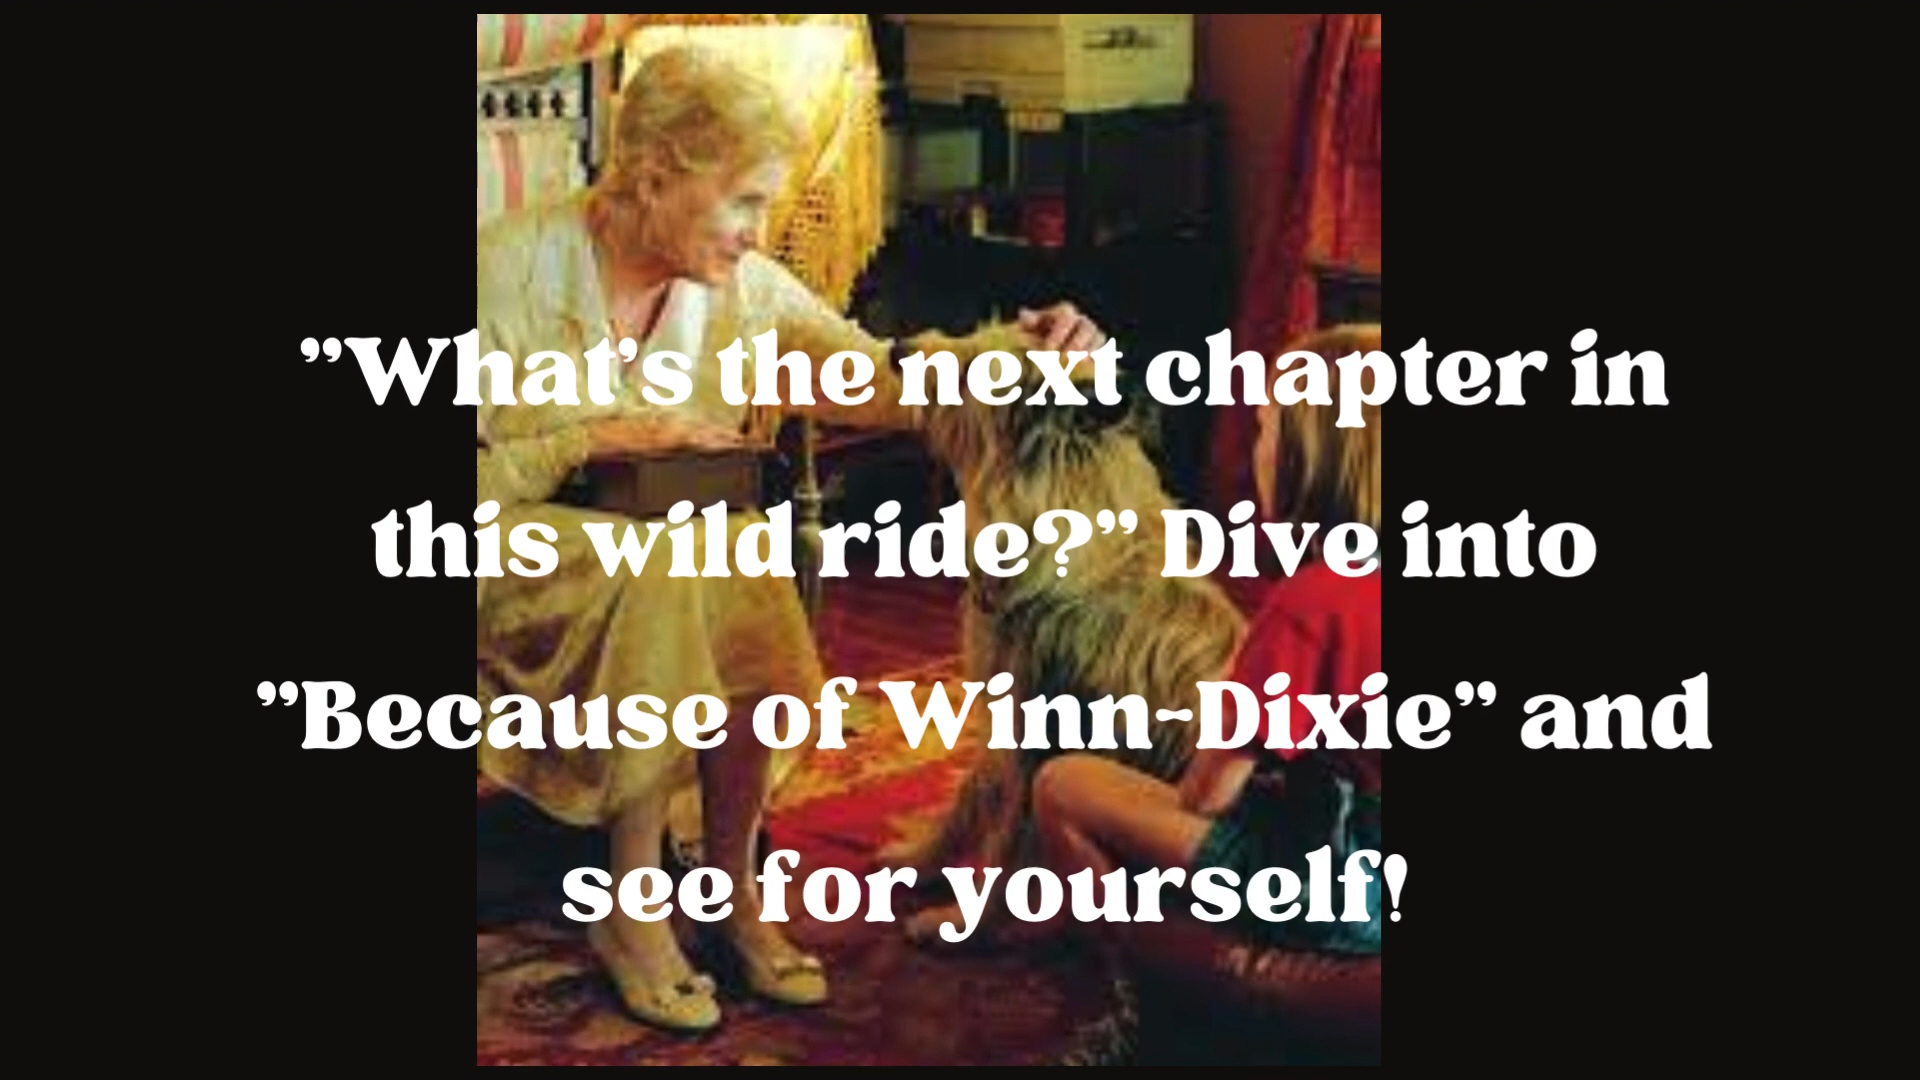 ”What’s the next chapter in
this wild ride?” Dive into
”Because of Winn-Dixie” and
see for yourself!